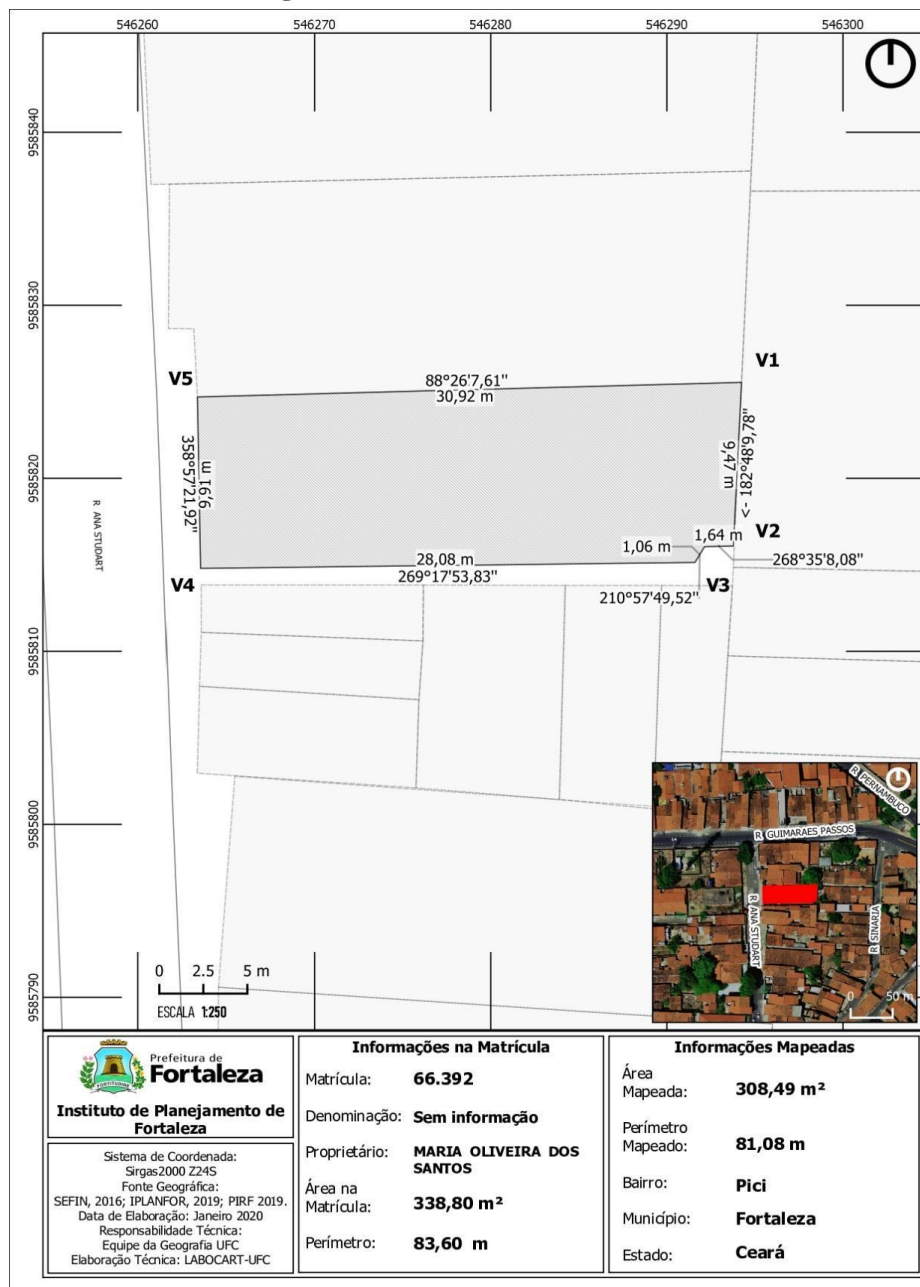 546260
546270
546280
546290
546300
9585840
9585830
9585820
9585810
9585800
9585790
V5
88°26'7,61"
30,92 m
V1
358°57'21,92"
9,91 m
9,47 m
<- 182°48'9,78"
R ANA STUDART
V2
1,64 m
1,06 m
268°35'8,08"
28,08 m
269°17'53,83"
V4
V3
210°57'49,52"
R PERNAMBUCO
R GUIMARAES PASSOS
R ANA STUDART
R SINARIA
0 50 m
0 2.5 5 m
ESCALA 1:250
Prefeitura de
Fortaleza
FORTITUDINE
Instituto de Planejamento de
Fortaleza
Sistema de Coordenada:
Sirgas2000 Z24S
Fonte Geográfica:
SEFIN, 2016; IPLANFOR, 2019; PIRF 2019.
Data de Elaboração: Janeiro 2020
Responsabilidade Técnica:
Equipe da Geografia UFC
Elaboração Técnica: LABOCART-UFC
Informações na Matrícula
Matrícula: 66.392
Denominação: Sem informação
Proprietário: MARIA OLIVEIRA DOS
SANTOS
Área na
Matrícula: 338,80 m²
Perímetro: 83,60 m
Informações Mapeadas
Área
Mapeada: 308,49 m²
Perímetro
Mapeado: 81,08 m
Bairro: Pici
Município: Fortaleza
Estado: Ceará